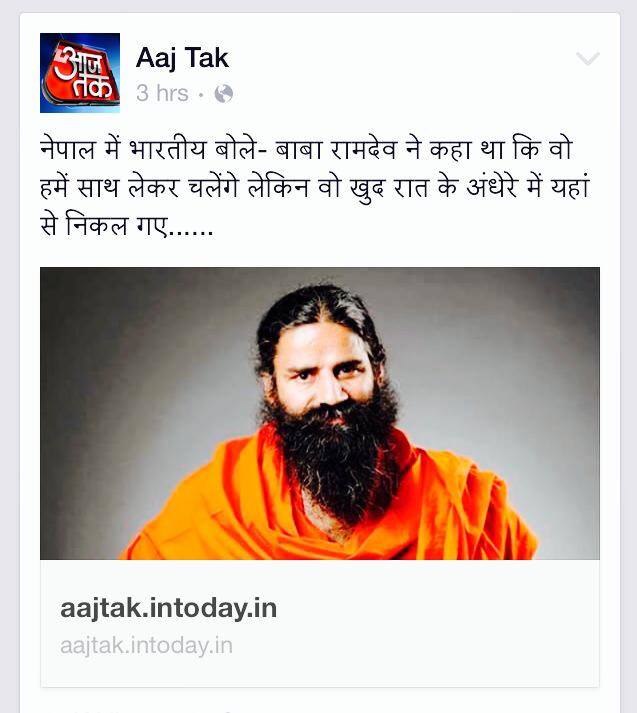 आज
तक
Aaj Tak
3 hrs ·
नेपाल में भारतीय बोले- बाबा रामदेव ने कहा था कि वो
हमें साथ लेकर चलेंगे लेकिन वो खुद रात के अंधेरे में यहां
से निकल गए......
aajtak.intoday.in
aajtak.intoday.in